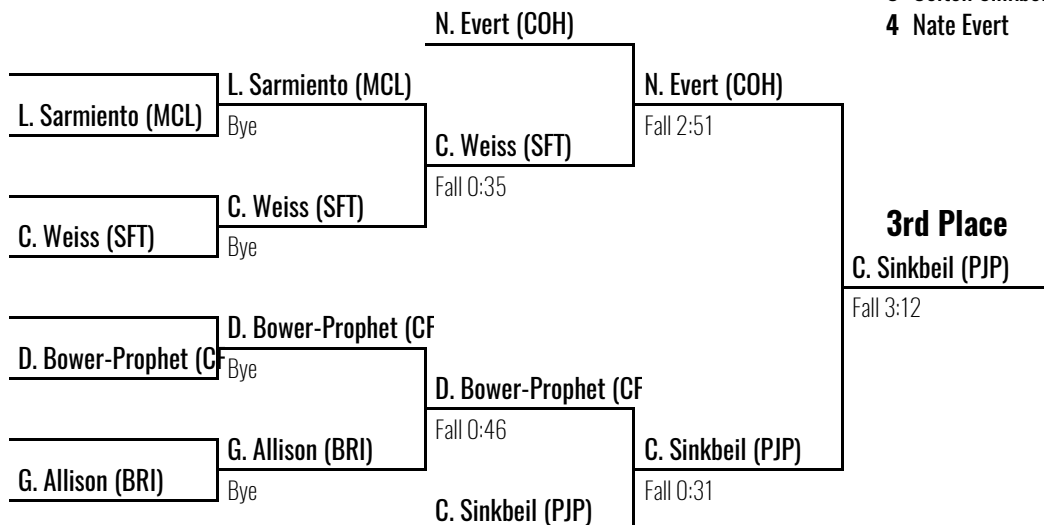 N. Evert (COH)
4 Nate Evert
L. Sarmiento (MCL)
L. Sarmiento (MCL)
Bye
N. Evert (COH)
Fall 2:51
C. Weiss (SFT)
Fall 0:35
C. Weiss (SFT)
C. Weiss (SFT)
Bye
3rd Place
C. Sinkbeil (PJP)
Fall 3:12
D. Bower-Prophet (CF
D. Bower-Prophet (CF
Bye
D. Bower-Prophet (CF
Fall 0:46
G. Allison (BRI)
G. Allison (BRI)
Bye
C. Sinkbeil (PJP)
Fall 0:31
C. Sinkbeil (PJP)